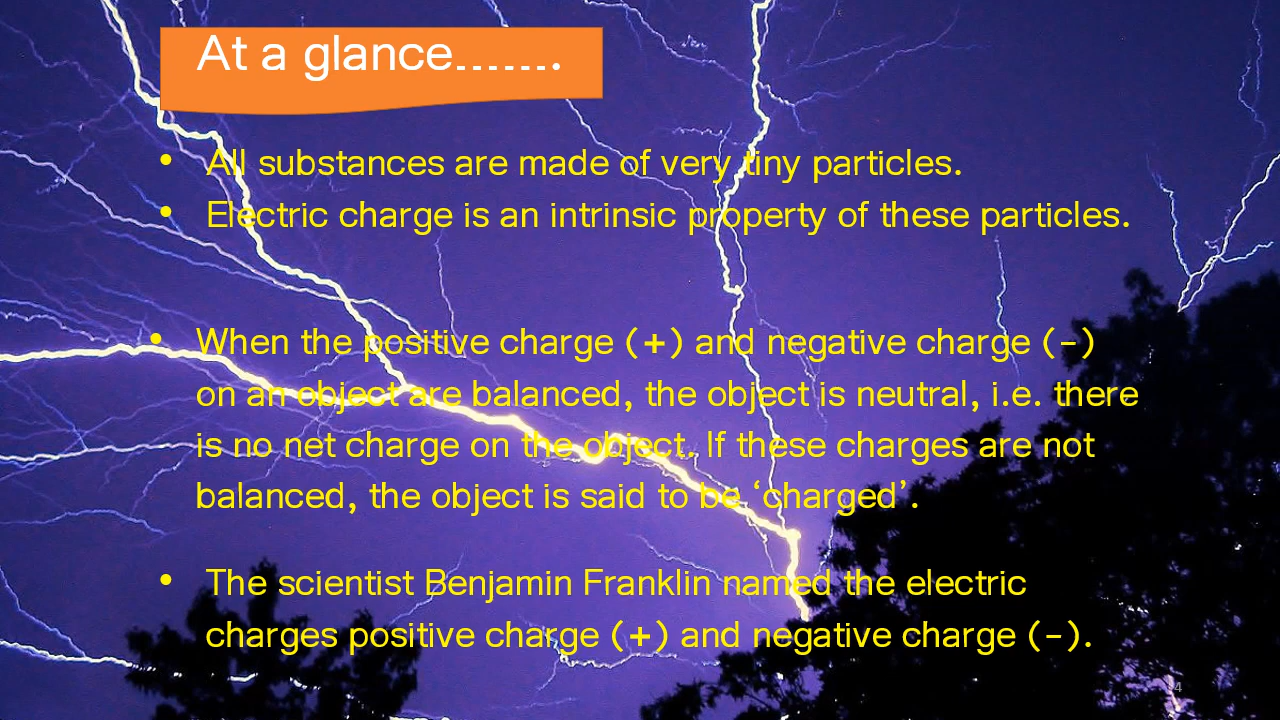 At a glance.......
• All substances are made of very tiny particles.
• Electric charge is an intrinsic property of these particles.
• When the positive charge (+) and negative charge (-)
on an object are balanced, the object is neutral, i.e. there
is no net charge on the object. If these charges are not
balanced, the object is said to be ‘charged’.
• The scientist Benjamin Franklin named the electric
charges positive charge (+) and negative charge (-).
4